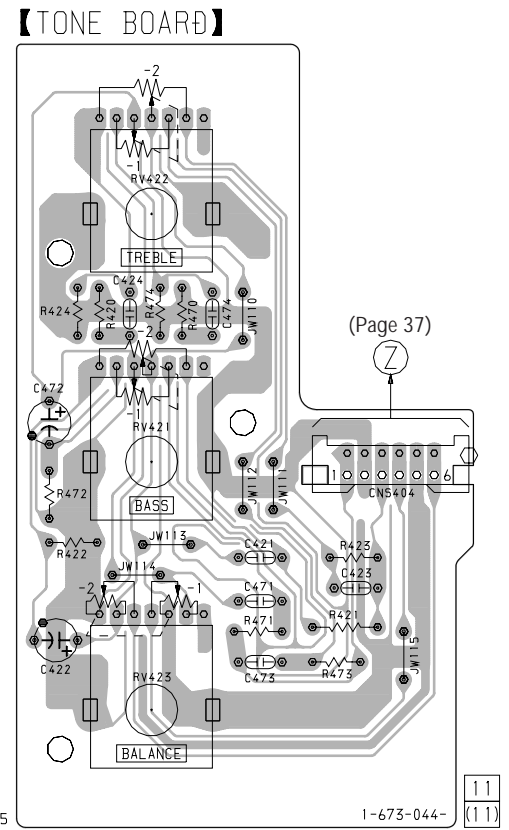 【TONE BOARD】
-2
-1
RV422
TREBLE
C424
R424
R420
R474
R470
C474
JW110
-2
(Page 37)
Z
C472
-1
RV421
1
6
CNS404
R472
BASS
JW112
JW111
JW113
R422
C421
R423
JW114
C423
-2
-1
C471
R471
R421
JW115
C422
RV423
C473
R473
BALANCE
11
5
1-673-044-
(11)